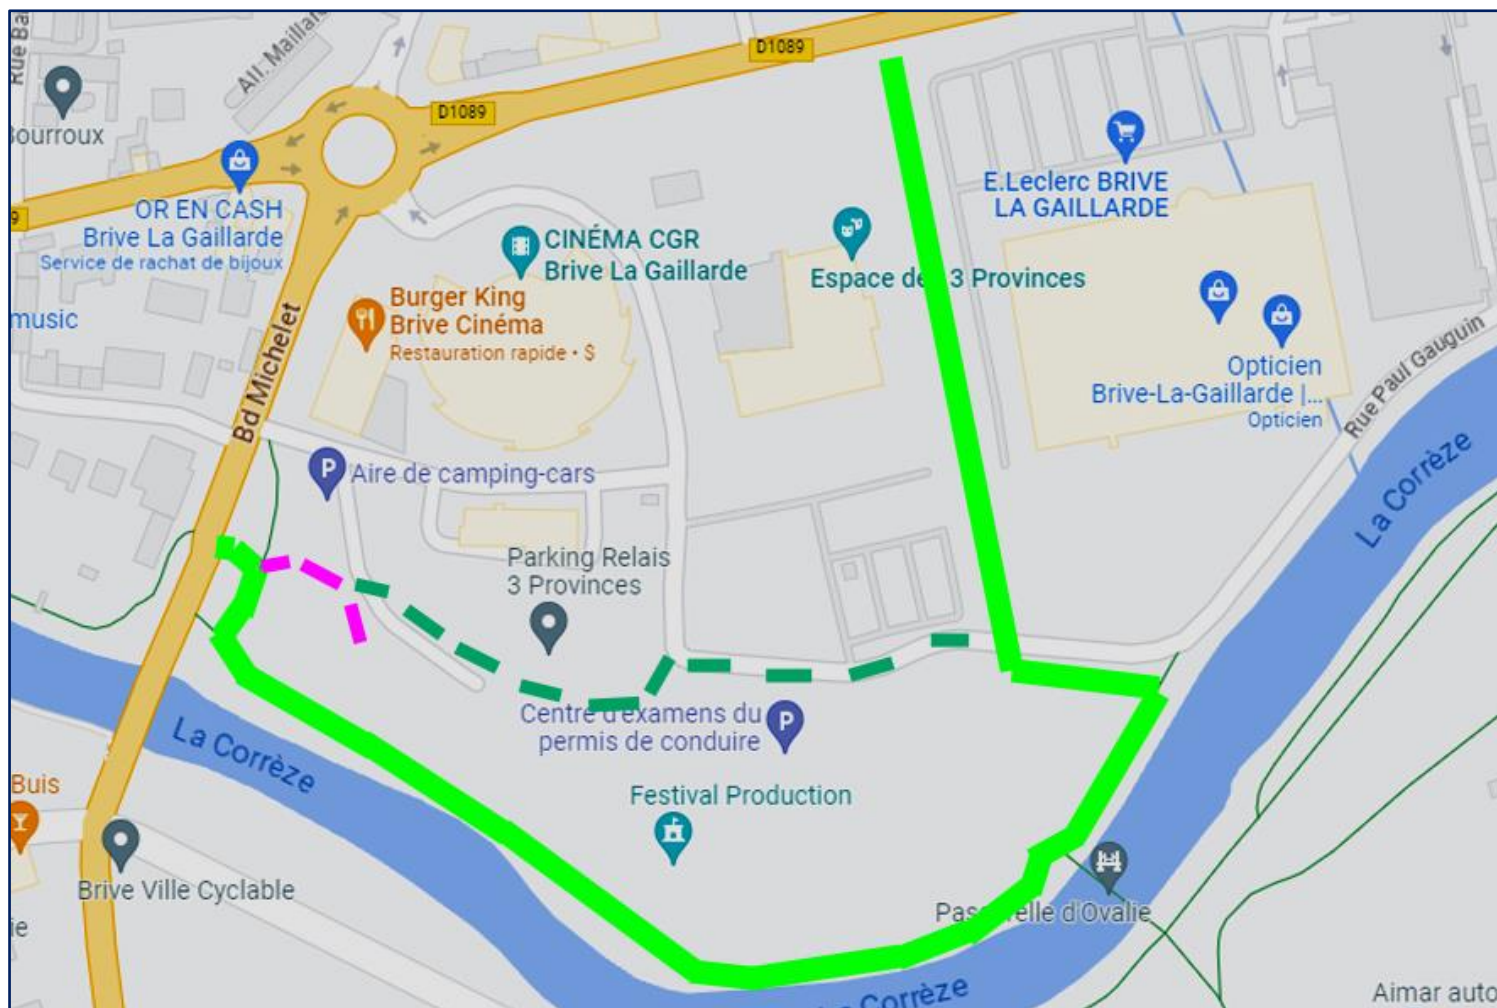 Rue Ba
All. Maillard
D1089
D1089
Bourroux
E.Leclerc BRIVE
LA GAILLARDE
9
OR EN CASH
Brive La Gaillarde
Service de rachat de bijoux
CINÉMA CGR
Brive La Gaillarde
Espace des 3 Provinces
Burger King
Brive Cinéma
Restauration rapide • $
music
Bd Michelet
Opticien
Brive-La-Gaillarde |...
Opticien
Rue Paul Gauguin
P
Aire de camping-cars
La Corrèze
Parking Relais
3 Provinces
Centre d'examens du
permis de conduire
P
La Corrèze
Buis
Festival Production
Brive Ville Cyclable
Passerelle d'Ovalie
ie
La Corrèze
Aimar auto